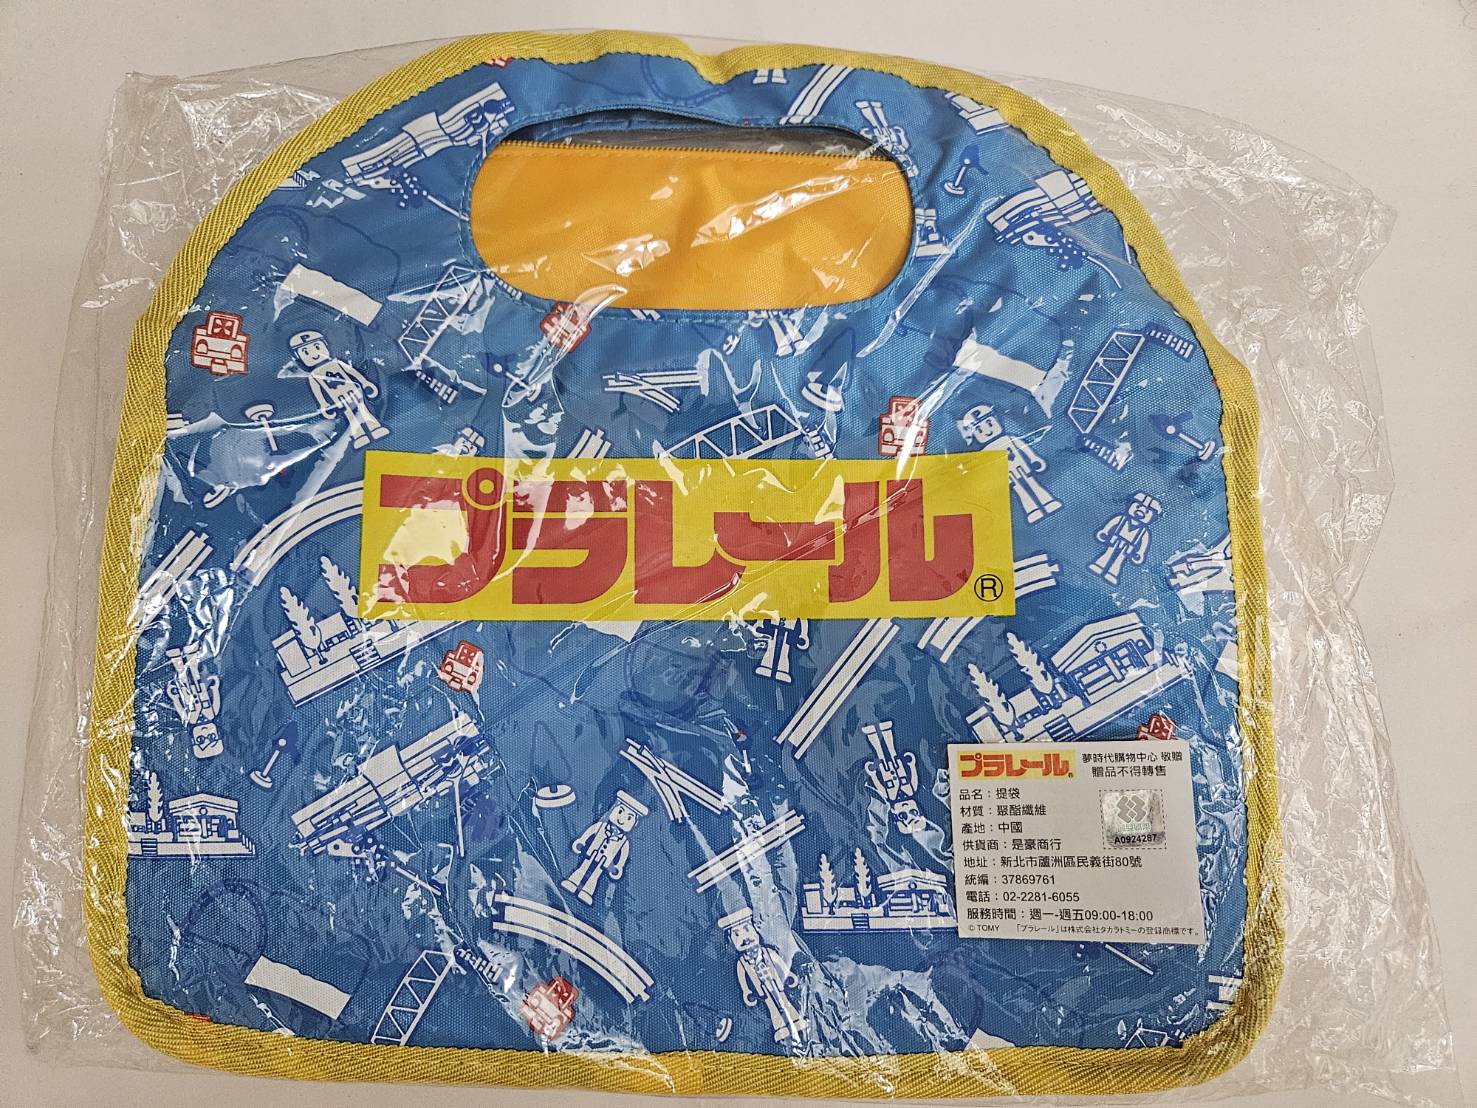 プラレール®
プラレール® 夢時代購物中心 敬贈
贈品不得轉售
品名：提袋
材質：聚酯纖維
產地：中國
A0924287
供貨商：是豪商行
地址：新北市蘆洲區民義街80號
統編：37869761
電話：02-2281-6055
服務時間：週一-週五09:00-18:00
© TOMY 「プラレール」は株式会社タカラトミーの登録商標です。